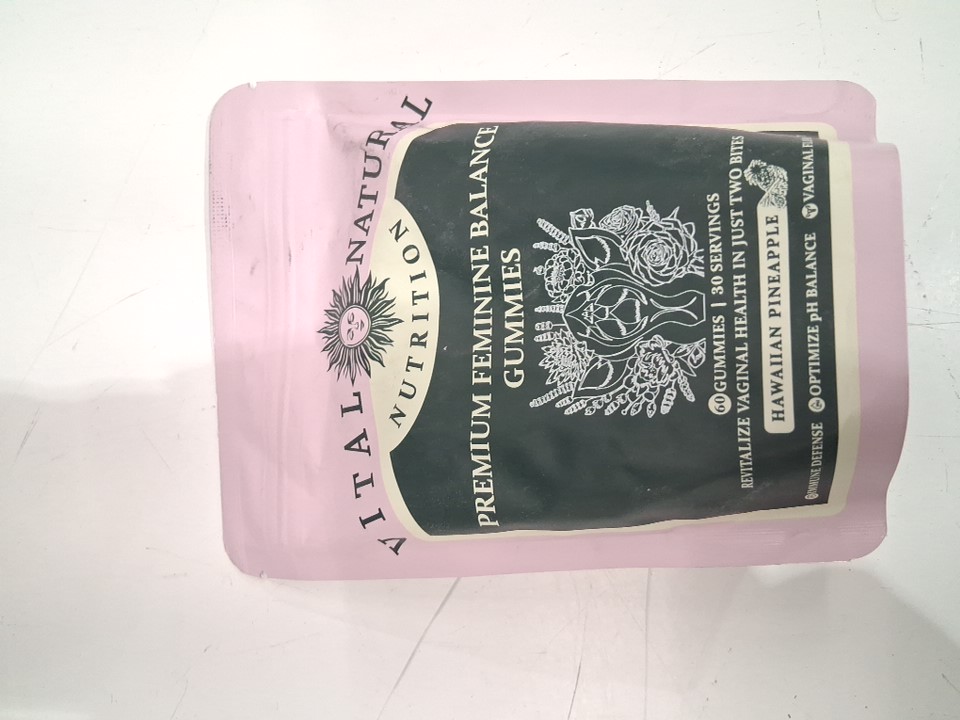 VITAL NATURAL
NUTRITION
PREMIUM FEMININE BALANCE
GUMMIES
60 GUMMIES | 30 SERVINGS
REVITALIZE VAGINAL HEALTH IN JUST TWO BITES
HAWAIIAN PINEAPPLE
IMMUNE DEFENSE OPTIMIZE pH BALANCE VAGINAL